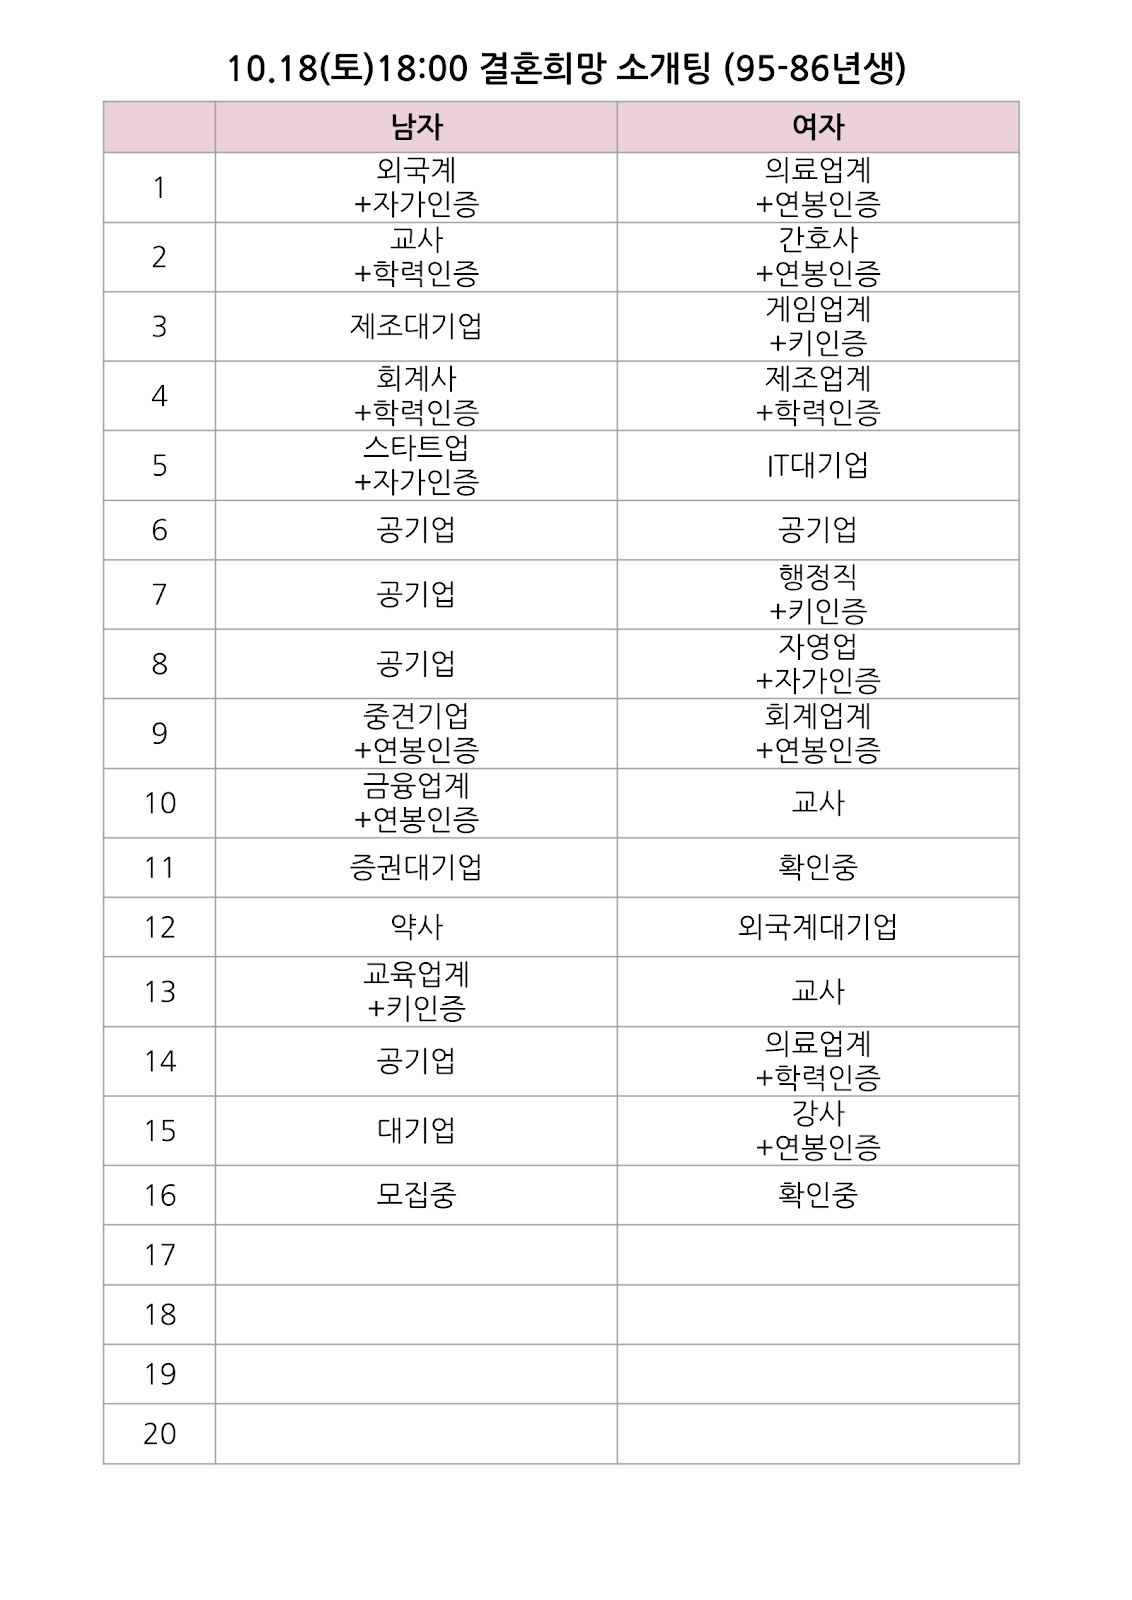 10.18(토)18:00 결혼희망 소개팅 (95-86년생)
남자 여자
1 외국계 +자가인증 의료업계 +연봉인증
2 교사 +학력인증 간호사 +연봉인증
3 제조대기업 게임업계 +키인증
4 회계사 +학력인증 제조업계 +학력인증
5 스타트업 +자가인증 IT대기업
6 공기업 공기업
7 공기업 행정직 +키인증
8 공기업 자영업 +자가인증
9 중견기업 +연봉인증 회계업계 +연봉인증
10 금융업계 +연봉인증 교사
11 증권대기업 확인중
12 약사 외국계대기업
13 교육업계 +키인증 교사
14 공기업 의료업계 +학력인증
15 대기업 강사 +연봉인증
16 모집중 확인중
17
18
19
20